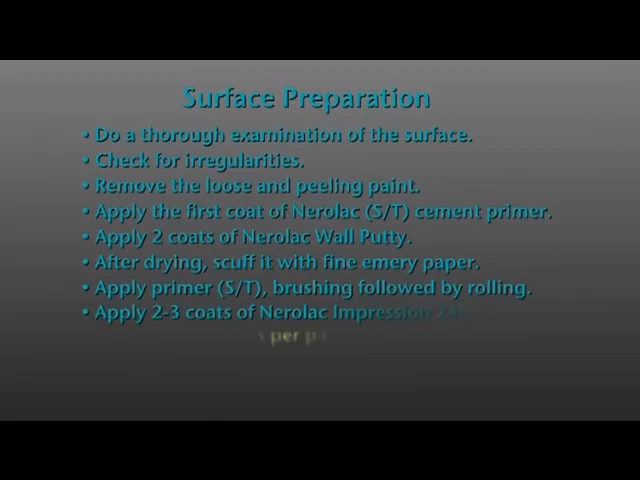 Surface Preparation
• Do a thorough examination of the surface.
• Check for irregularities.
• Remove the loose and peeling paint.
• Apply the first coat of Nerolac (S/T) cement primer.
• Apply 2 coats of Nerolac Wall Putty.
• After drying, scuff it with fine emery paper.
• Apply primer (S/T), brushing followed by rolling.
• Apply 2-3 coats of Nerolac Impression
per